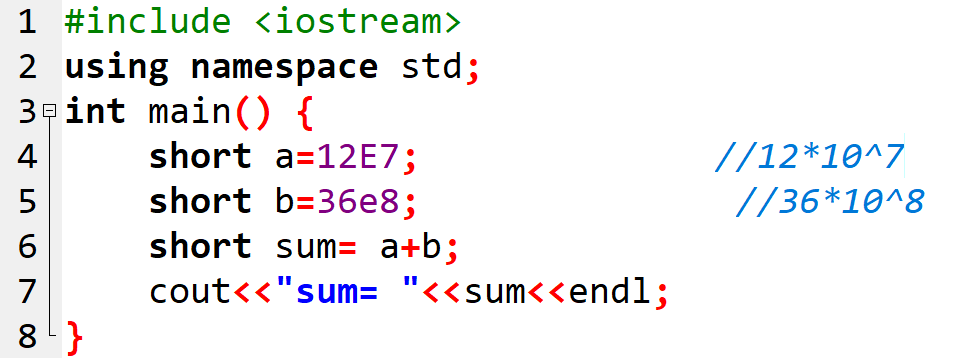 1 #include <iostream>
2 using namespace std;
3 int main() {
4 short a=12E7; //12*10^7
5 short b=36e8; //36*10^8
6 short sum= a+b;
7 cout<<"sum= "<<sum<<endl;
8 }